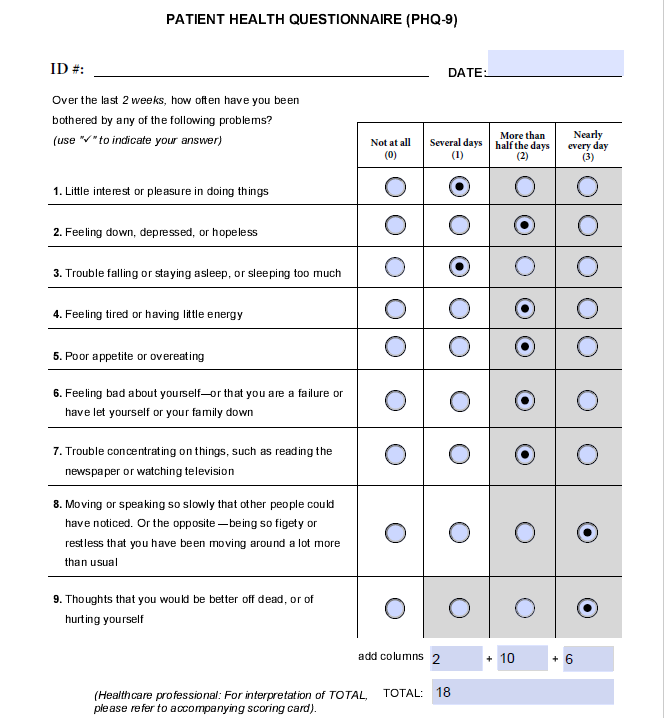 PATIENT HEALTH QUESTIONNAIRE (PHQ-9)
ID #:
DATE:
Over the last 2 weeks, how often have you been
bothered by any of the following problems?
(use "✓" to indicate your answer)
Not at all
(0)
Several days
(1)
More than
half the days
(2)
Nearly
every day
(3)
1. Little interest or pleasure in doing things
2. Feeling down, depressed, or hopeless
3. Trouble falling or staying asleep, or sleeping too much
4. Feeling tired or having little energy
5. Poor appetite or overeating
6. Feeling bad about yourself—or that you are a failure or
have let yourself or your family down
7. Trouble concentrating on things, such as reading the
newspaper or watching television
8. Moving or speaking so slowly that other people could
have noticed. Or the opposite —being so figety or
restless that you have been moving around a lot more
than usual
9. Thoughts that you would be better off dead, or of
hurting yourself
add columns 2 + 10 + 6
(Healthcare professional: For interpretation of TOTAL, TOTAL: 18
please refer to accompanying scoring card).